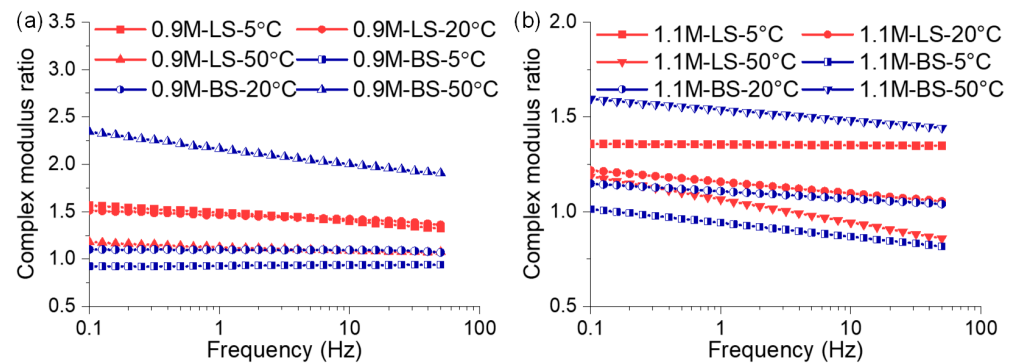 (a)
Complex modulus ratio
3.5
3.0
2.5
2.0
1.5
1.0
0.5
0.9M-LS-5°C 0.9M-LS-20°C
0.9M-LS-50°C 0.9M-BS-5°C
0.9M-BS-20°C 0.9M-BS-50°C
0.1 1 10 100
Frequency (Hz)
(b)
Complex modulus ratio
2.0
1.5
1.0
0.5
1.1M-LS-5°C 1.1M-LS-20°C
1.1M-LS-50°C 1.1M-BS-5°C
1.1M-BS-20°C 1.1M-BS-50°C
0.1 1 10 100
Frequency (Hz)